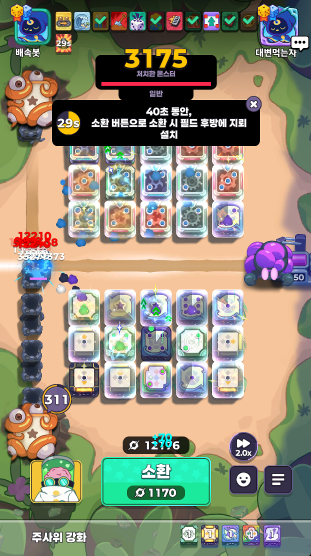 배속봇
29s
3175
처치한 몬스터
일반
대변먹는자
29s
40초 동안,
소환 버튼으로 소환 시 필드 후방에 지뢰
설치
12210
50
311
소환
1170
2.0x
주사위 강화